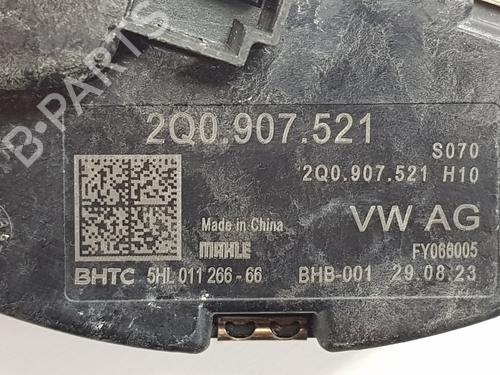 2Q0.907.521
S070
2Q0.907.521 H10
Made in China
VW AG
MAHLE
FY066005
BHTC 5HL 011 266-66 BHB-001 29.08.23
B-PARTS